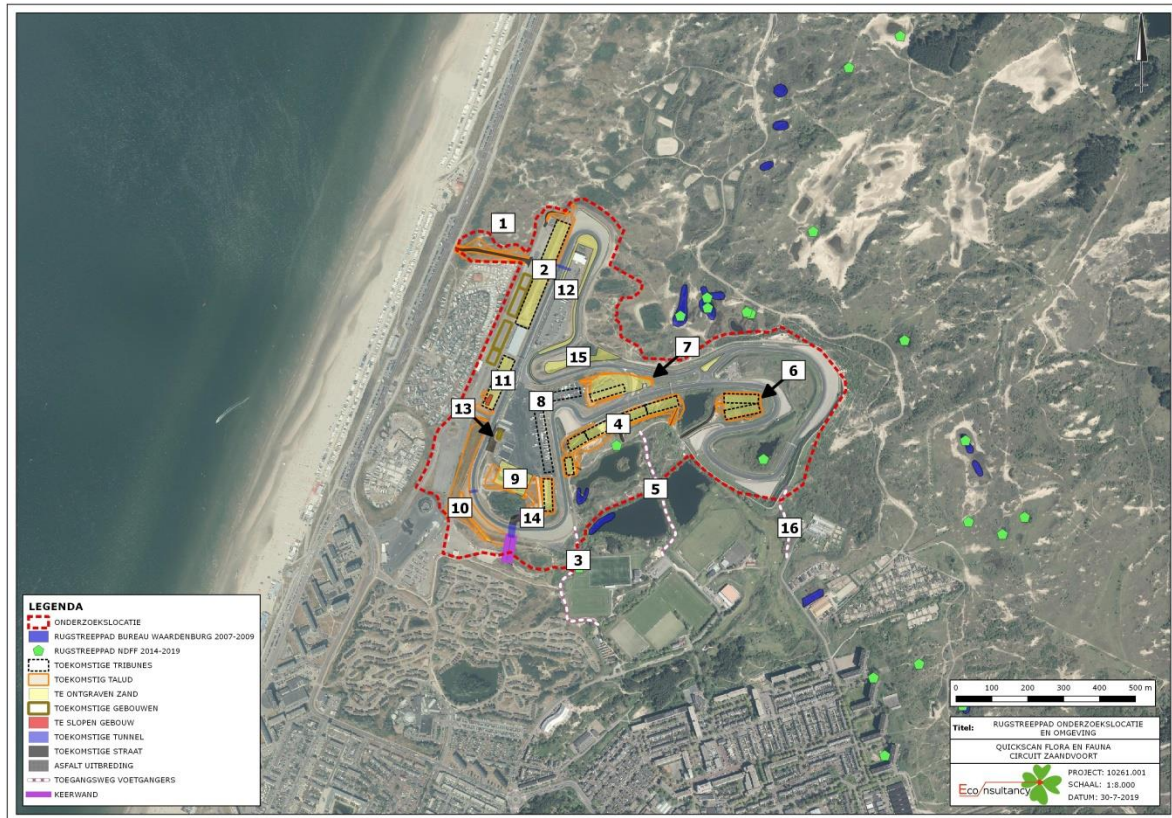 1
2
12
15
7
6
11
8
13
4
9
5
10
14
16
3
LEGENDA
ONDERZOEKSLOCATIE
RUGSTREEPPAD BUREAU WAARDENBURG 2007-2009
RUGSTREEPPAD NDFF 2014-2019
TOEKOMSTIGE TRIBUNES
TOEKOMSTIG TALUD
TE ONTGRAVEN ZAND
TOEKOMSTIGE GEBOUWEN
TE SLOPEN GEBOUW
TOEKOMSTIGE TUNNEL
TOEKOMSTIGE STRAAT
ASFALT UITBREDING
TOEGANGSWEG VOETGANGERS
KEERWAND
0 100 200 300 400 500 m
Titel: RUGSTREEPPAD ONDERZOEKSLOCATIE
EN OMGEVING
QUICKSCAN FLORA EN FAUNA
CIRCUIT ZAANDVOORT
Econsultancy
PROJECT: 10261.001
SCHAAL: 1:8.000
DATUM: 30-7-2019